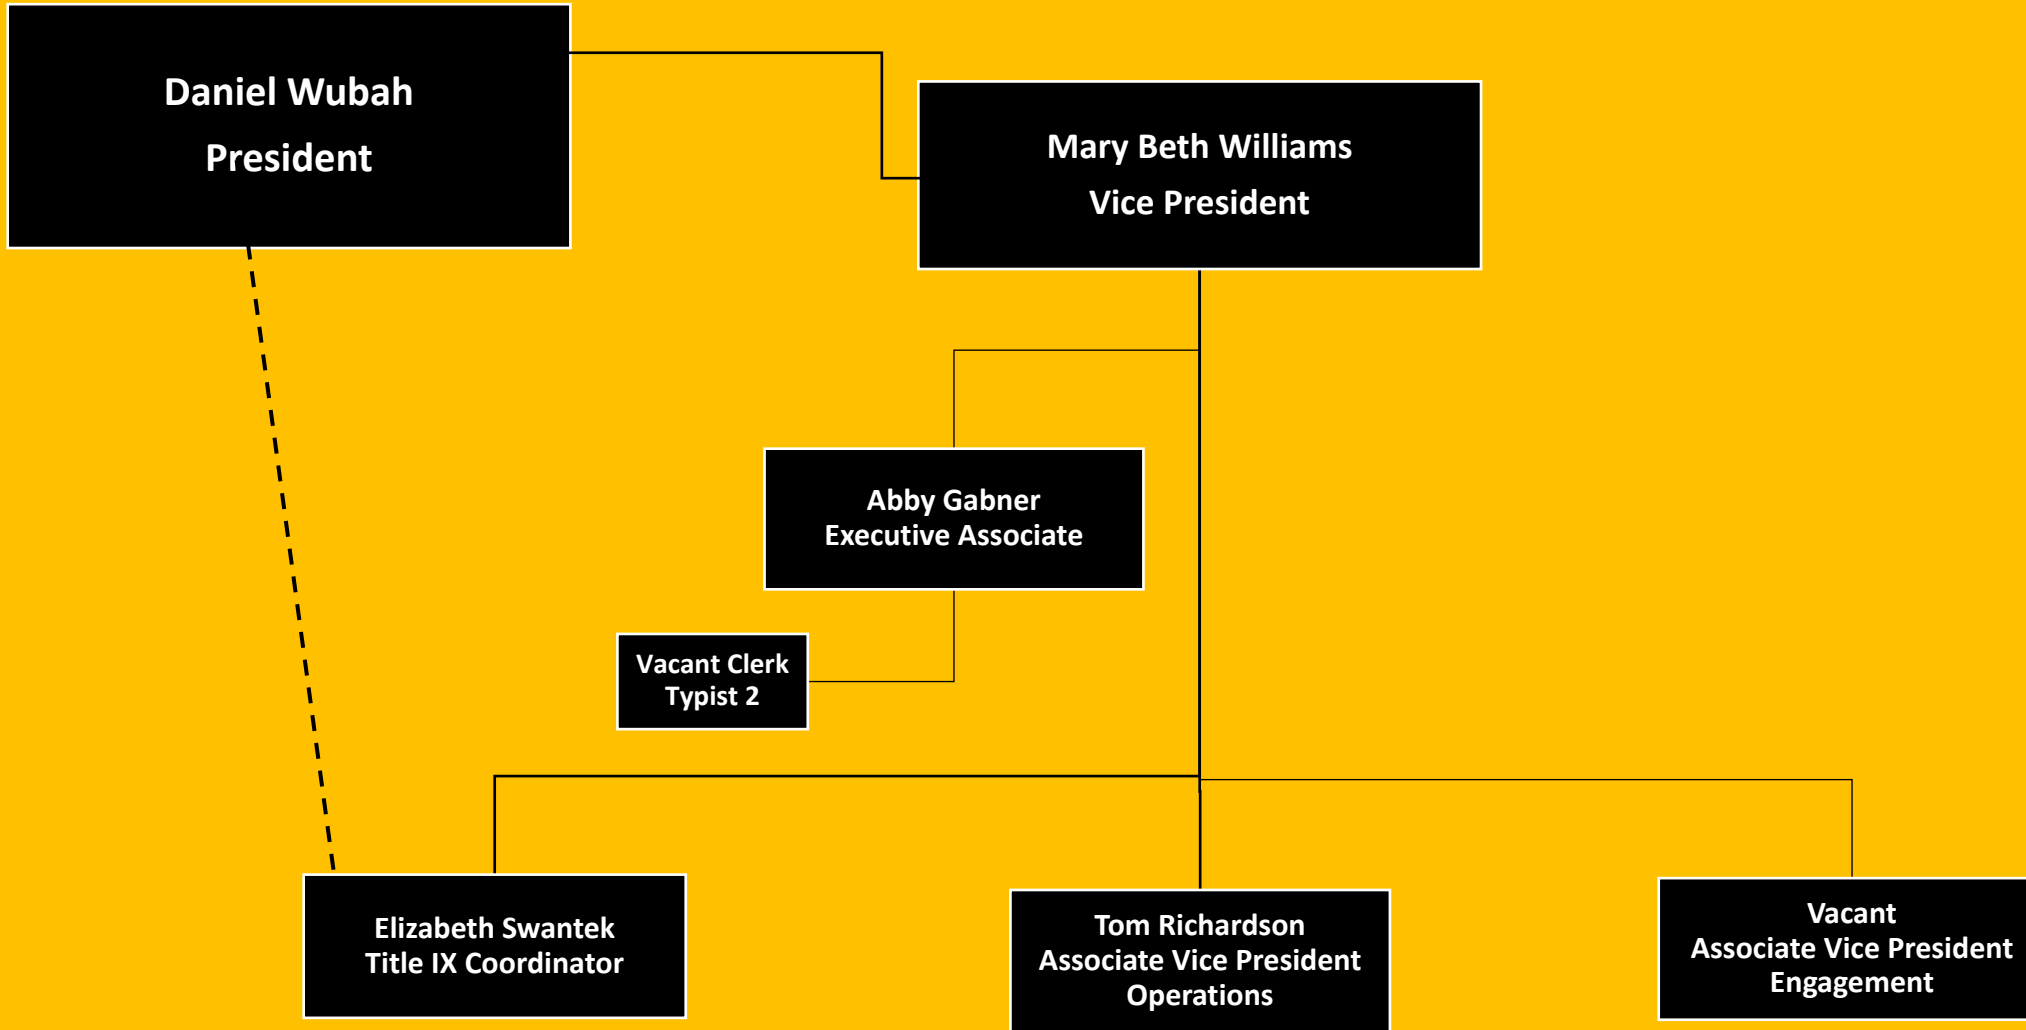 Daniel Wubah
President
Mary Beth Williams
Vice President
Abby Gabner
Executive Associate
Vacant Clerk
Typist 2
Elizabeth Swantek
Title IX Coordinator
Tom Richardson
Associate Vice President
Operations
Vacant
Associate Vice President
Engagement